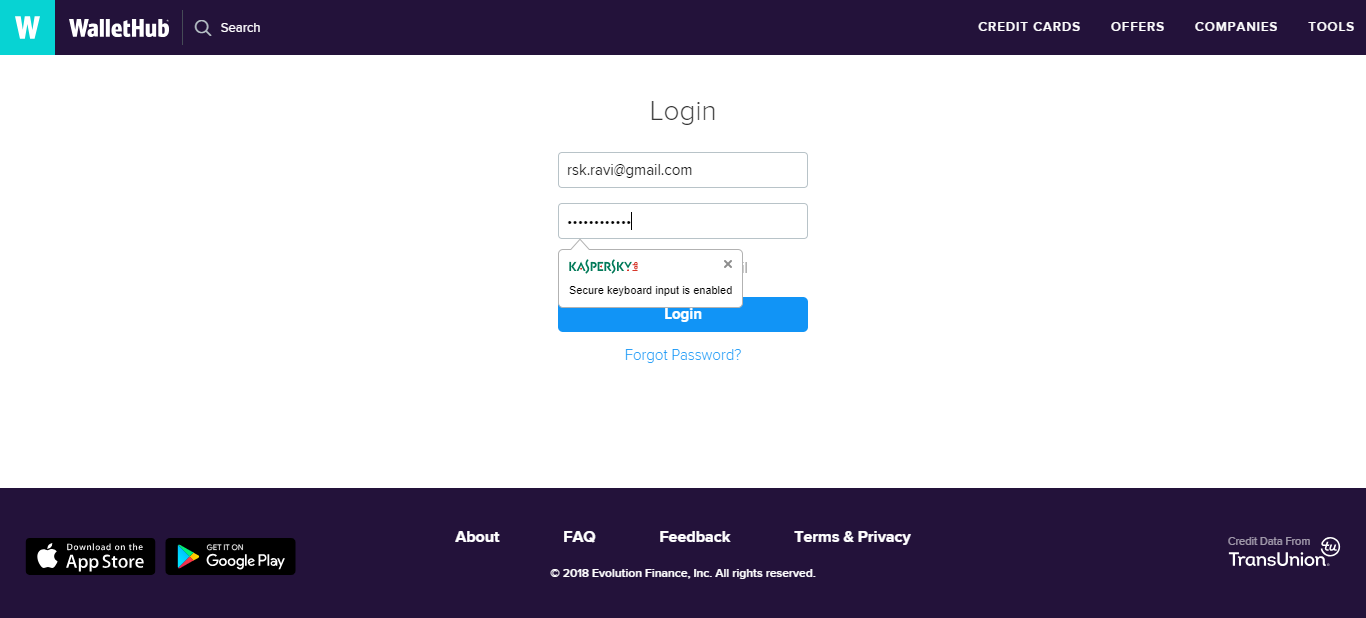 W WalletHub Search CREDIT CARDS OFFERS COMPANIES TOOLS
Login
rsk.ravi@gmail.com
••••••••••••
KASPERSKY
Secure keyboard input is enabled
Login
Forgot Password?
Download on the App Store
GET IT ON Google Play
About FAQ Feedback Terms & Privacy
© 2018 Evolution Finance, Inc. All rights reserved.
Credit Data From
TransUnion
tu